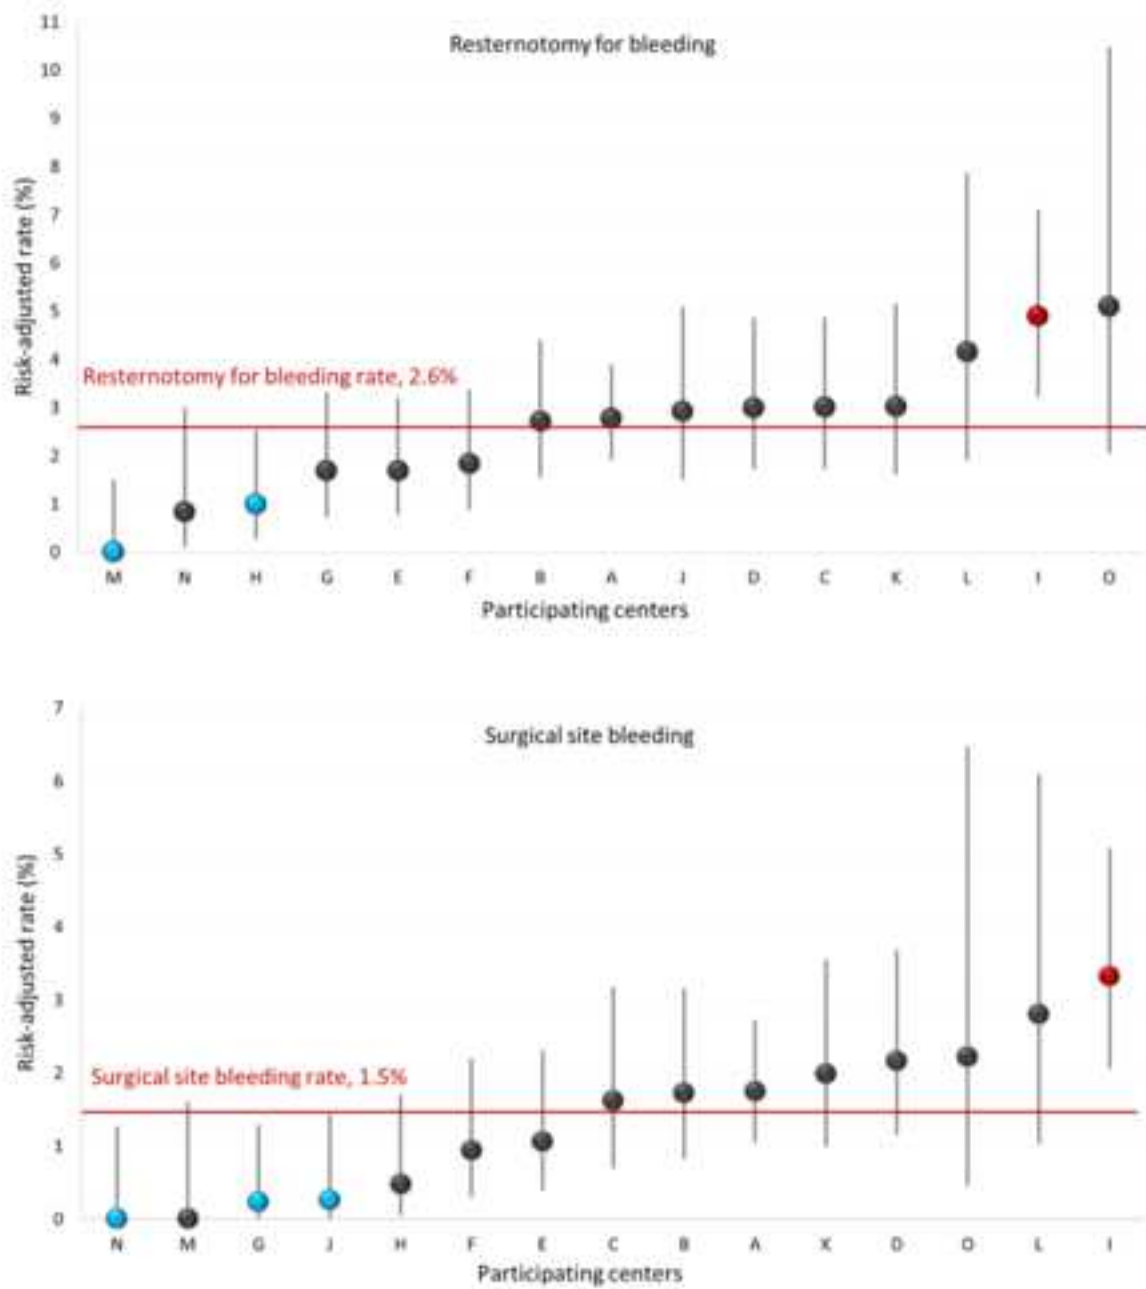 Resternotomy for bleeding
11
10
9
8
7
6
5
4
3
2
1
0
Risk-adjusted rate (%)
Resternotomy for bleeding rate, 2.6%
M N H G E F B A J D C K L I O
Participating centers
Surgical site bleeding
7
6
5
4
3
2
1
0
Risk-adjusted rate (%)
Surgical site bleeding rate, 1.5%
N M G J H F E C B A K D O L I
Participating centers